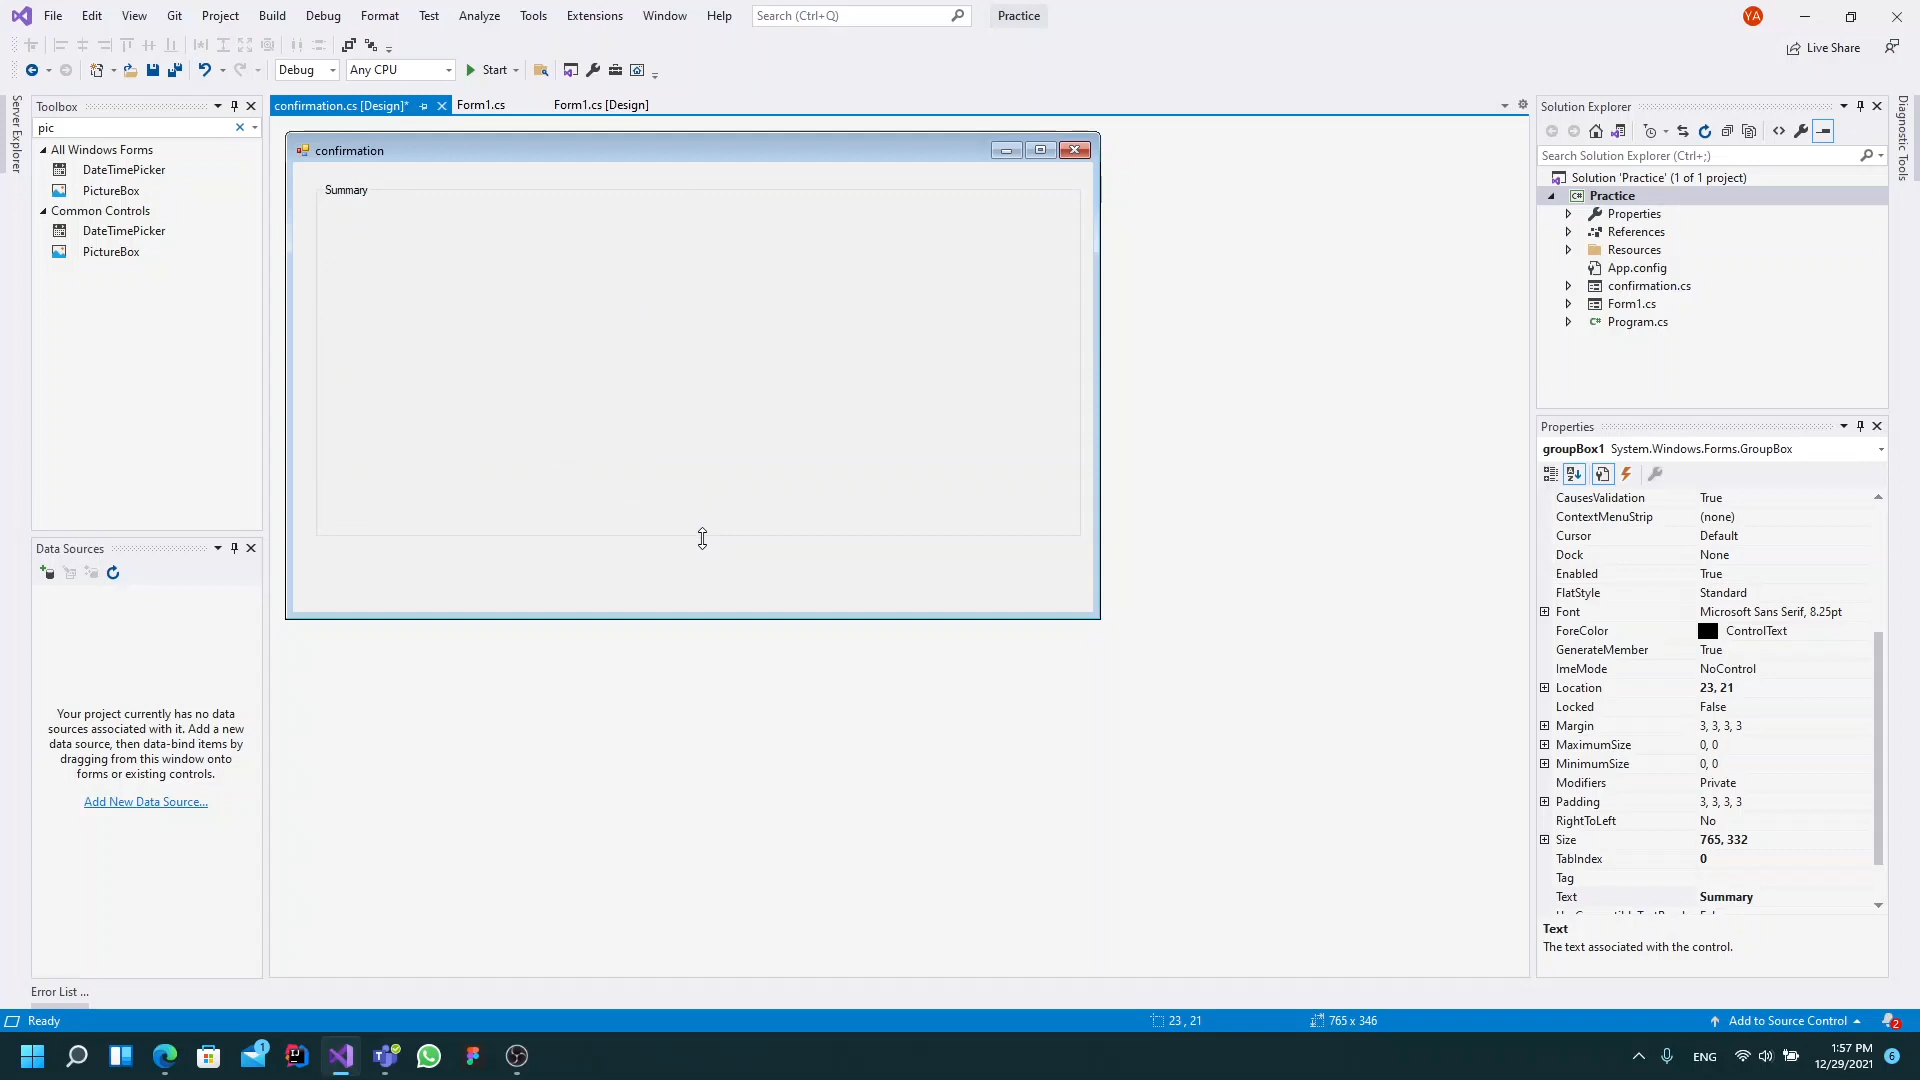 File Edit View Git Project Build Debug Format Test Analyze Tools Extensions Window Help Search (Ctrl+Q) Practice YA
Live Share
Debug Any CPU Start
Server Explorer
Toolbox
pic
All Windows Forms
DateTimePicker
PictureBox
Common Controls
DateTimePicker
PictureBox
Data Sources
Your project currently has no data
sources associated with it. Add a new
data source, then data-bind items by
dragging from this window onto
forms or existing controls.
Add New Data Source...
confirmation.cs [Design]* Form1.cs Form1.cs [Design]
confirmation
Summary
Solution Explorer
Search Solution Explorer (Ctrl+;)
Solution 'Practice' (1 of 1 project)
Practice
Properties
References
Resources
App.config
confirmation.cs
Form1.cs
Program.cs
Properties
groupBox1 System.Windows.Forms.GroupBox
CausesValidation True
ContextMenuStrip (none)
Cursor Default
Dock None
Enabled True
FlatStyle Standard
Font Microsoft Sans Serif, 8.25pt
ForeColor ControlText
GenerateMember True
ImeMode NoControl
Location 23, 21
Locked False
Margin 3, 3, 3, 3
MaximumSize 0, 0
MinimumSize 0, 0
Modifiers Private
Padding 3, 3, 3, 3
RightToLeft No
Size 765, 332
TabIndex 0
Tag
Text Summary
Text
The text associated with the control.
Diagnostic Tools
Error List ...
Ready 23 , 21 765 x 346 Add to Source Control 2
1 ENG 1:57 PM 6
12/29/2021